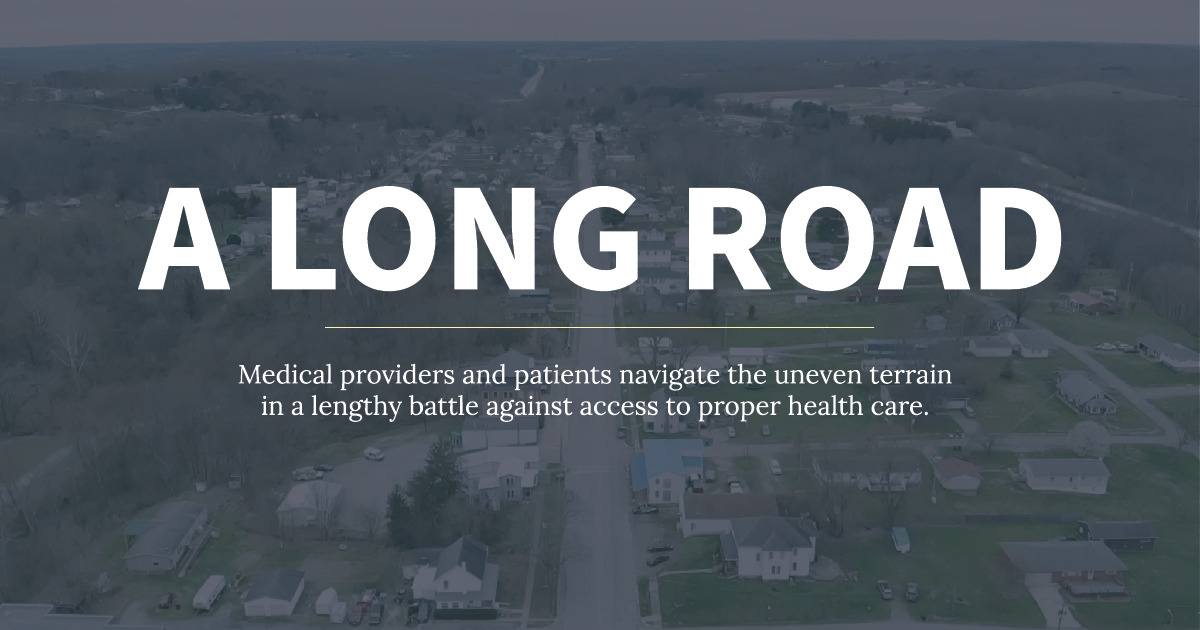 A LONG ROAD
Medical providers and patients navigate the uneven terrain
in a lengthy battle against access to proper health care.